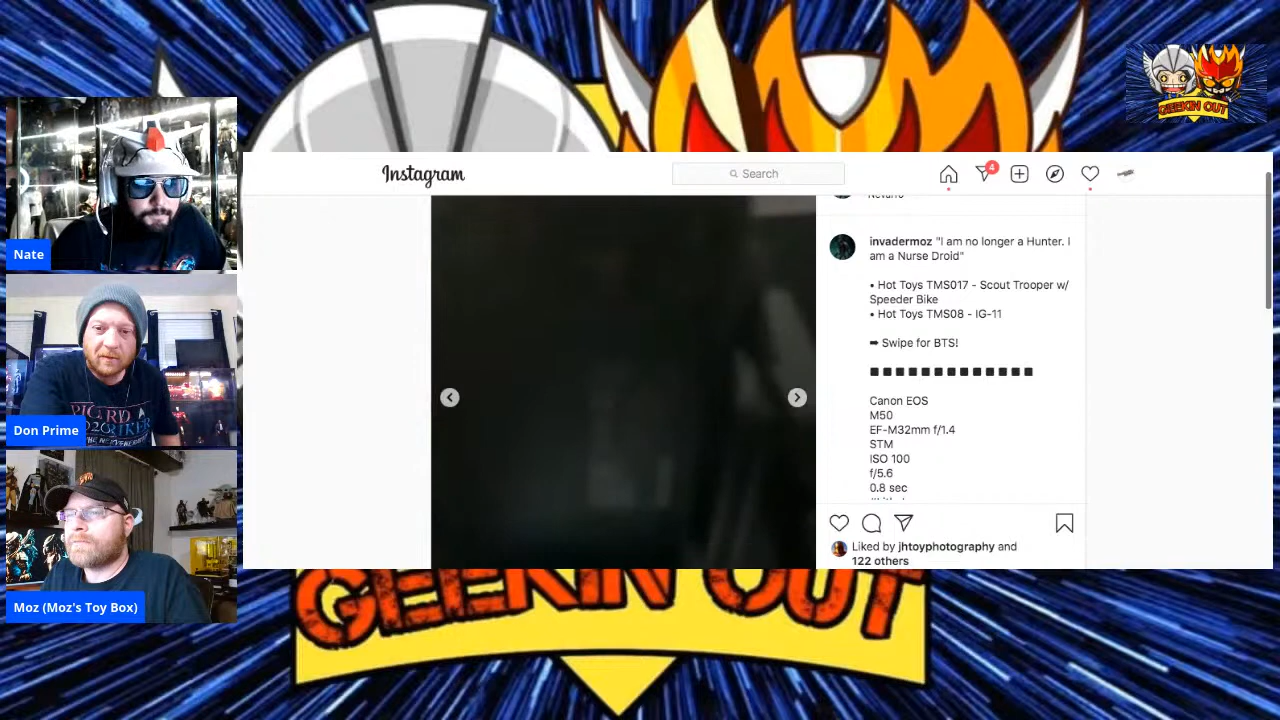 GEEKIN OUT
Instagram
Search
4
Nate
Don Prime
Moz (Moz's Toy Box)
invadermoz "I am no longer a Hunter. I
am a Nurse Droid"
▪ Hot Toys TMS017 - Scout Trooper w/
Speeder Bike
▪ Hot Toys TMS08 - IG-11
➡ Swipe for BTS!
Canon EOS
M50
EF-M32mm f/1.4
STM
ISO 100
f/5.6
0.8 sec
Liked by jhtoyphotography and
122 others
GEEKIN OUT